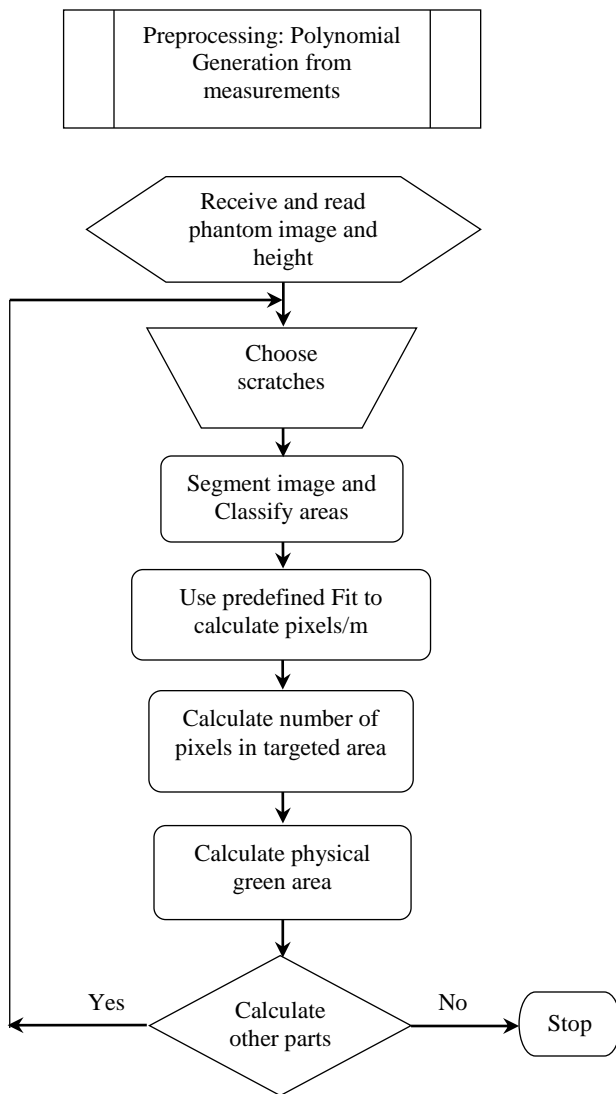 Preprocessing: Polynomial
Generation from
measurements
Receive and read
phantom image and
height
Choose
scratches
Segment image and
Classify areas
Use predefined Fit to
calculate pixels/m
Calculate number of
pixels in targeted area
Calculate physical
green area
Yes
Calculate
other parts
No
Stop